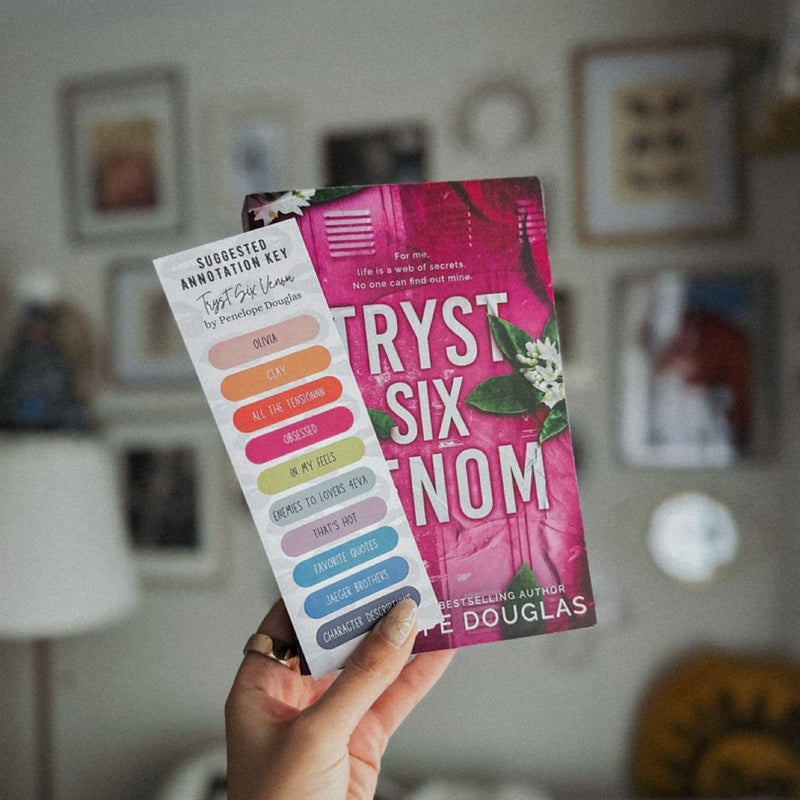 SUGGESTED
ANNOTATION KEY
Tryst Six Venom
by Penelope Douglas
OLIVIA
CLAY
ALL THE TENSIONNN
OBSESSED
IN MY FEELS
ENEMIES TO LOVERS 4EVA
THAT'S HOT
FAVORITE QUOTES
JAEGER BROTHERS
CHARACTER DESCRIPTIONS
For me,
life is a web of secrets.
No one can find out mine.
TRYST
SIX
ENOM
BESTSELLING AUTHOR
PE DOUGLAS